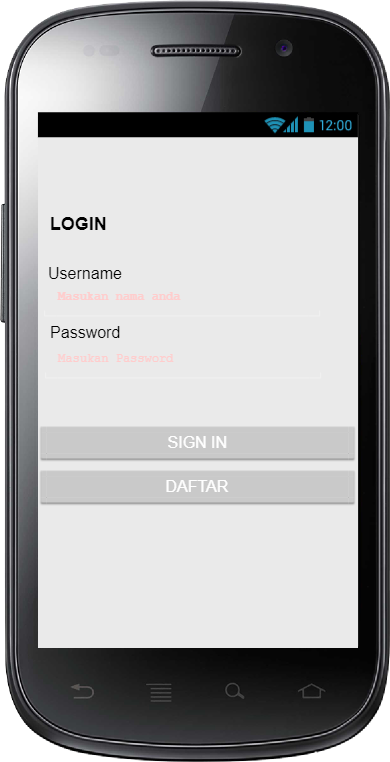 12:00
LOGIN
Username
Masukan nama anda
Password
Masukan Password
SIGN IN
DAFTAR